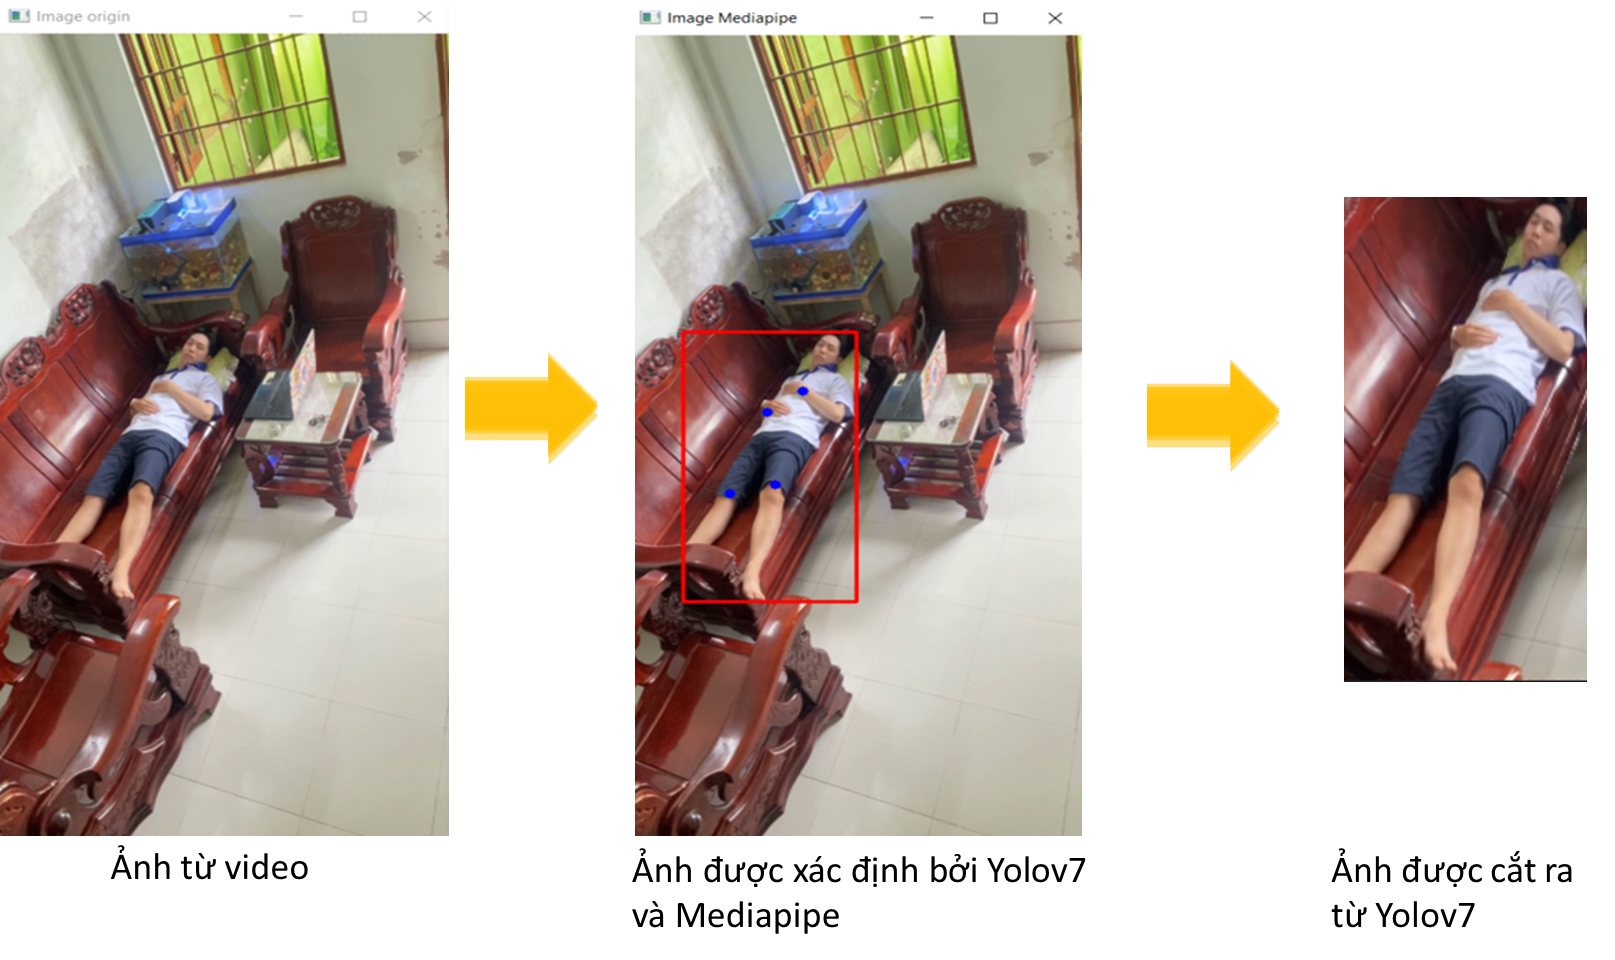 Image origin
Image Mediapipe
Ảnh từ video
Ảnh được xác định bởi Yolov7
và Mediapipe
Ảnh được cắt ra
từ Yolov7